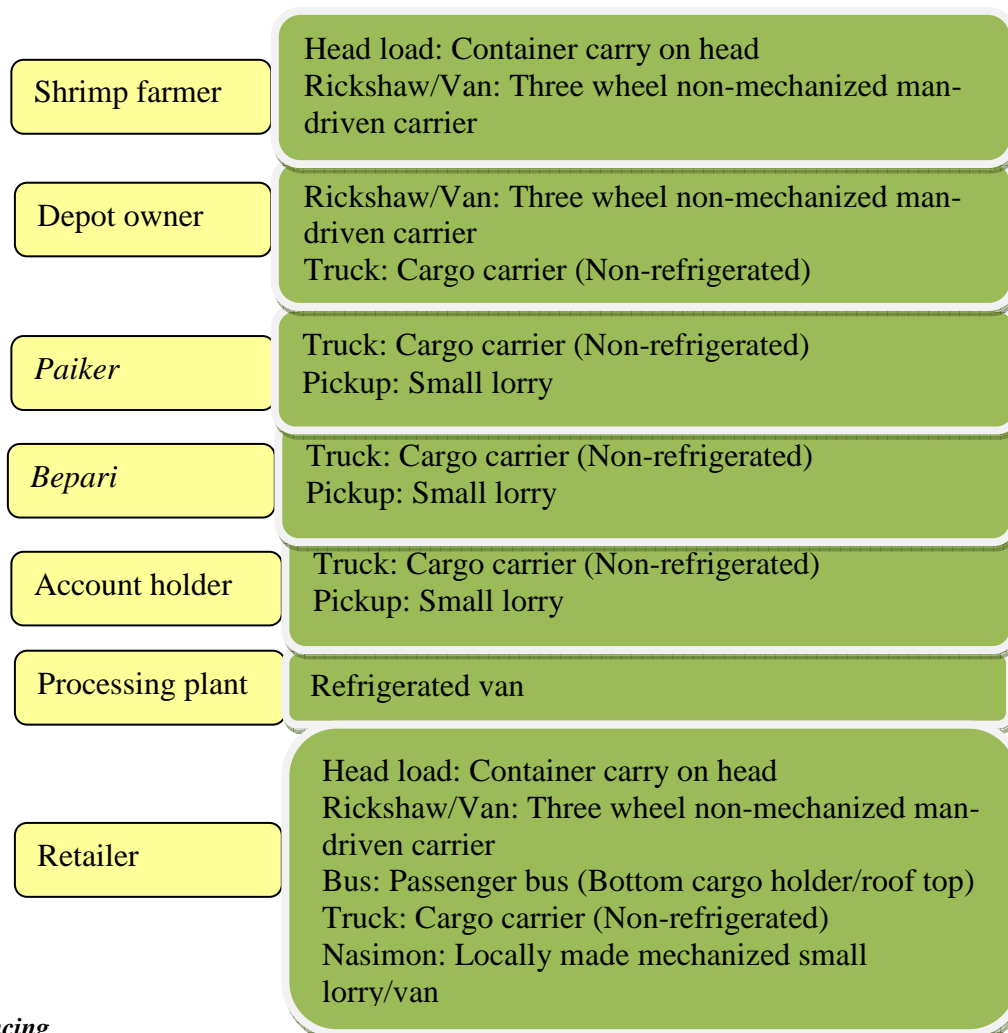 Shrimp farmer
Head load: Container carry on head
Rickshaw/Van: Three wheel non-mechanized man-
driven carrier
Depot owner
Rickshaw/Van: Three wheel non-mechanized man-
driven carrier
Truck: Cargo carrier (Non-refrigerated)
Paiker
Truck: Cargo carrier (Non-refrigerated)
Pickup: Small lorry
Bepari
Truck: Cargo carrier (Non-refrigerated)
Pickup: Small lorry
Account holder
Truck: Cargo carrier (Non-refrigerated)
Pickup: Small lorry
Processing plant
Refrigerated van
Retailer
Head load: Container carry on head
Rickshaw/Van: Three wheel non-mechanized man-
driven carrier
Bus: Passenger bus (Bottom cargo holder/roof top)
Truck: Cargo carrier (Non-refrigerated)
Nasimon: Locally made mechanized small
lorry/van